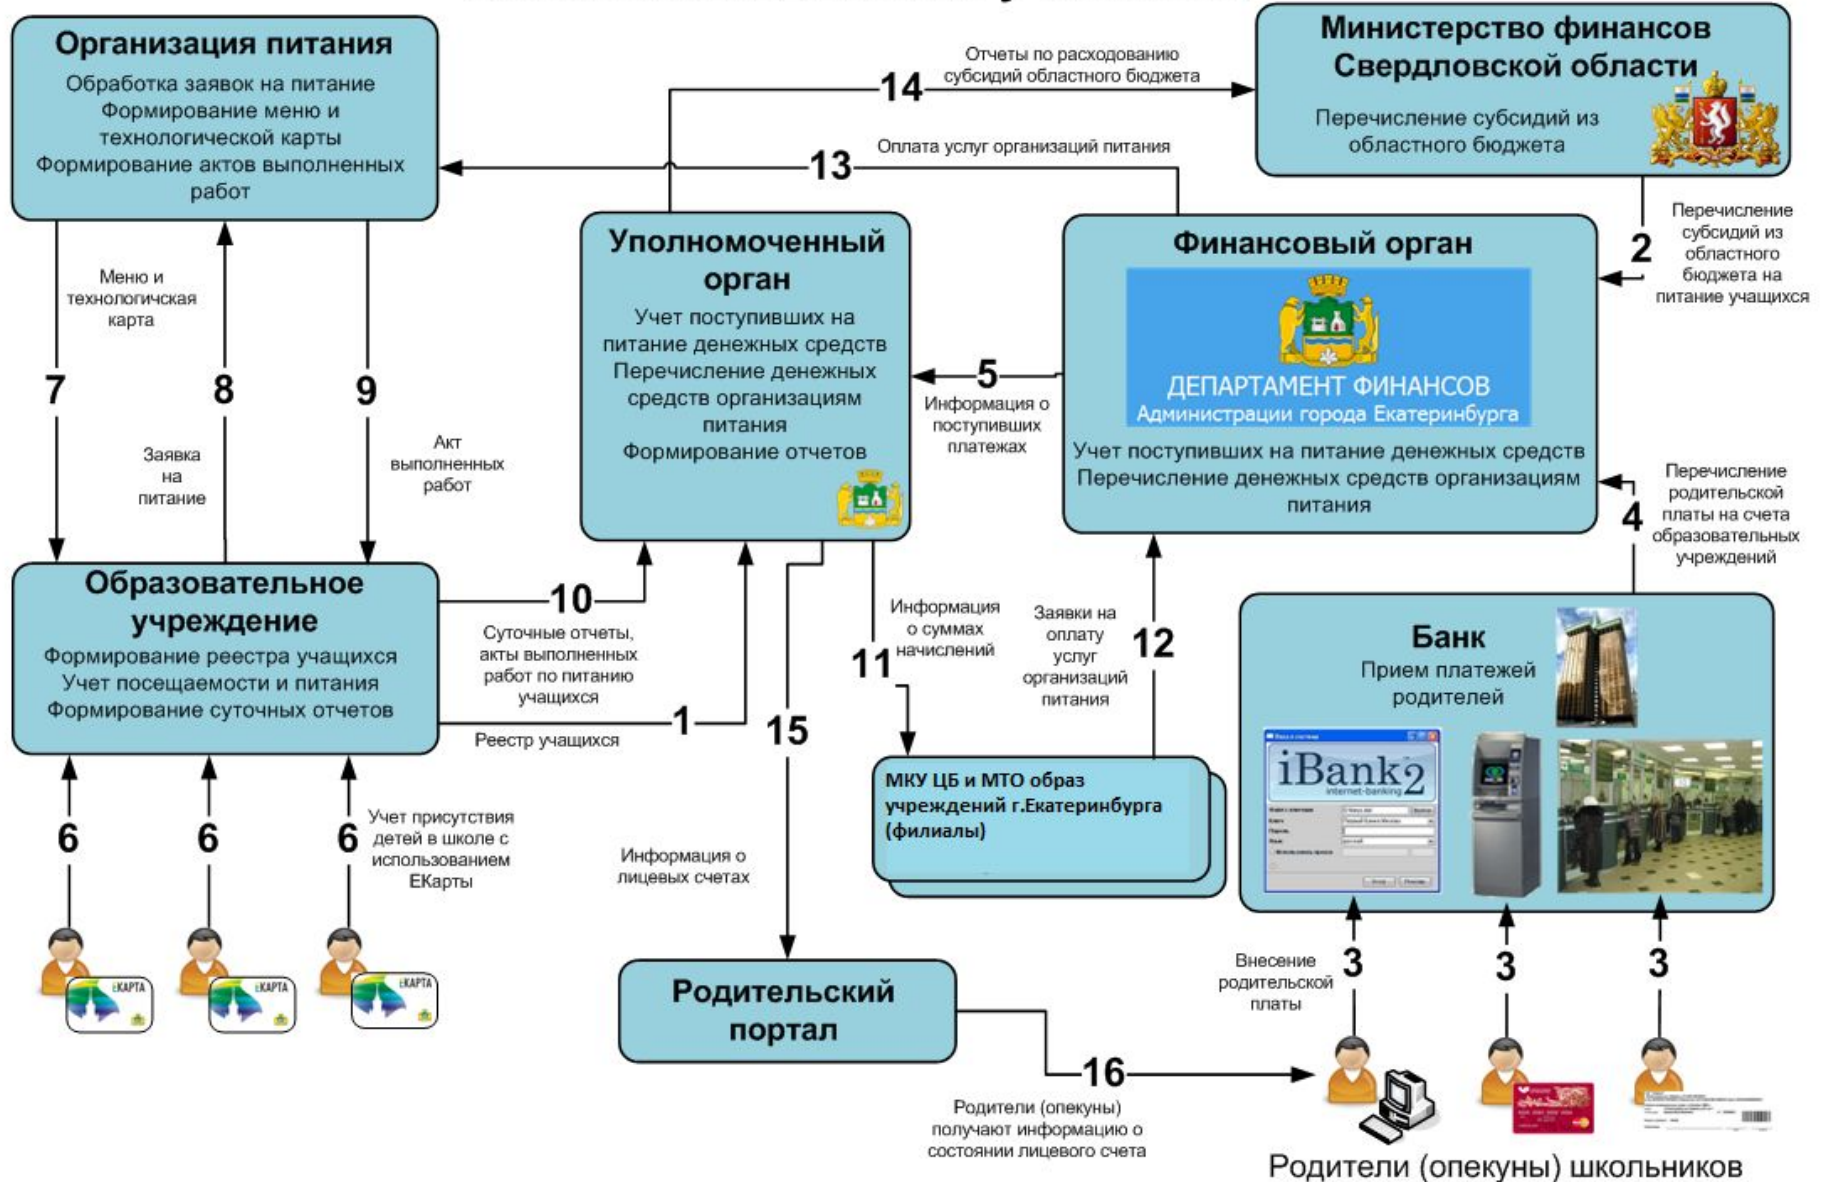 Организация питания
Обработка заявок на питание
Формирование меню и
технологической карты
Формирование актов выполненных
работ
Отчеты по расходованию
субсидий областного бюджета
14
Министерство финансов
Свердловской области
Перечисление субсидий из
областного бюджета
Оплата услуг организаций питания
13
2
Перечисление
субсидий из
областного
бюджета на
питание учащихся
Уполномоченный
орган
Учет поступивших на
питание денежных средств
Перечисление денежных
средств организациям
питания
Формирование отчетов
Финансовый орган
ДЕПАРТАМЕНТ ФИНАНСОВ
Администрации города Екатеринбурга
Учет поступивших на питание денежных средств
Перечисление денежных средств организациям
питания
5
Информация о
поступивших
платежах
Меню и
технологичская
карта
7
8
9
Заявка
на
питание
Акт
выполненных
работ
Перечисление
родительской
платы на счета
образовательных
учреждений
4
Образовательное
учреждение
Формирование реестра учащихся
Учет посещаемости и питания
Формирование суточных отчетов
10
Суточные отчеты,
акты выполненных
работ по питанию
учащихся
1
Реестр учащихся
15
11
Информация
о суммах
начислений
Заявки на
оплату
услуг
организаций
питания
12
Банк
Прием платежей
родителей
iBank2
internet-banking
МКУ ЦБ и МТО образ
учреждений г.Екатеринбурга
(филиалы)
6
6
6
Учет присутствия
детей в школе с
использованием
ЕКарты
Информация о
лицевых счетах
ЕКАРТА
ЕКАРТА
ЕКАРТА
Родительский
портал
Внесение
родительской
платы
3
3
3
16
Родители (опекуны)
получают информацию о
состоянии лицевого счета
Родители (опекуны) школьников